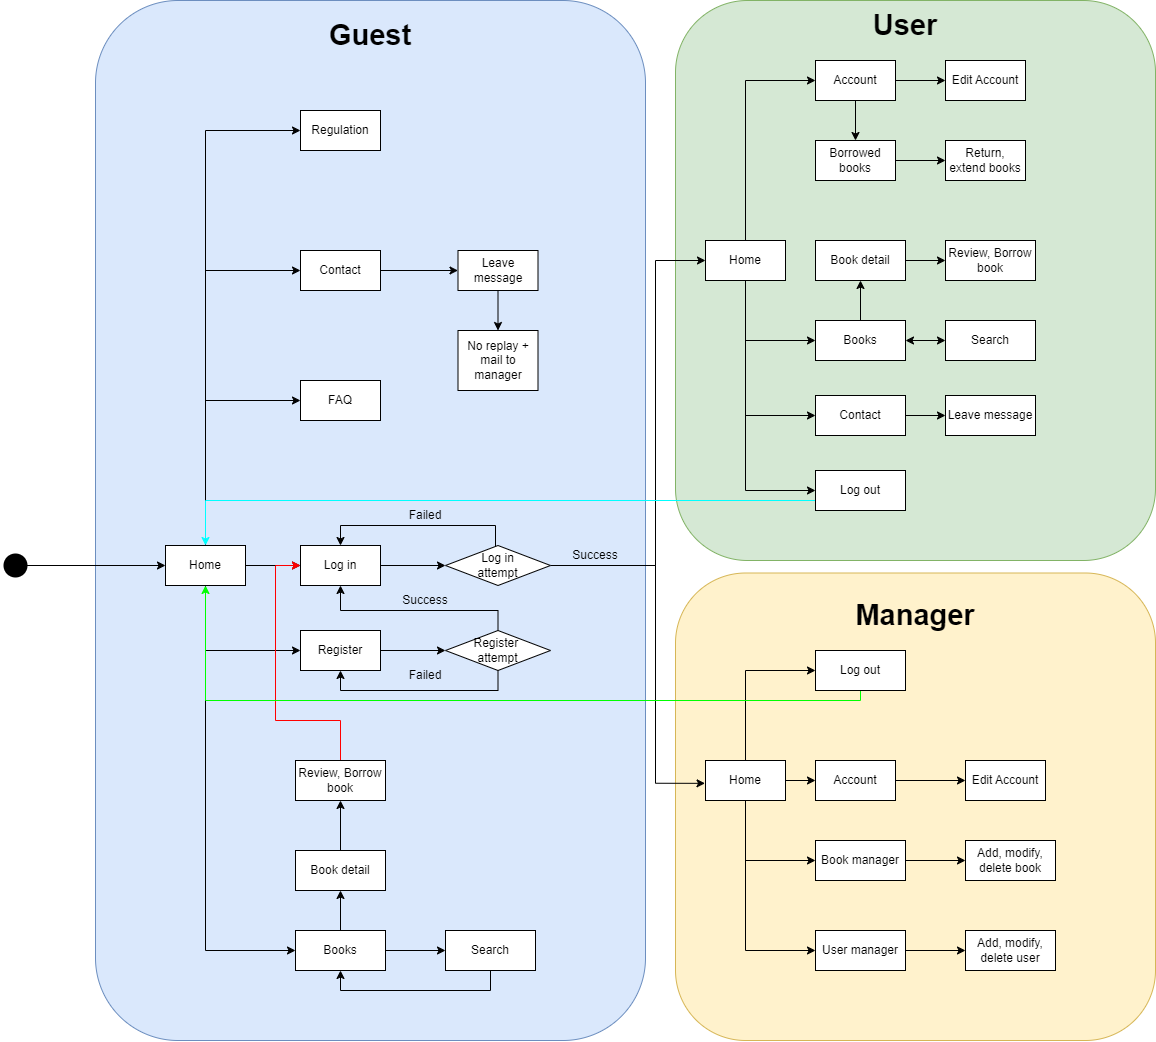 Guest
Regulation
Contact
Leave
message
No replay +
mail to
manager
FAQ
Failed
Home
Log in
Log in
attempt
Success
Success
Register
Register
attempt
Failed
Review, Borrow
book
Book detail
Books
Search
User
Account
Edit Account
Borrowed
books
Return,
extend books
Home
Book detail
Review, Borrow
book
Books
Search
Contact
Leave message
Log out
Manager
Log out
Home
Account
Edit Account
Book manager
Add, modify,
delete book
User manager
Add, modify,
delete user